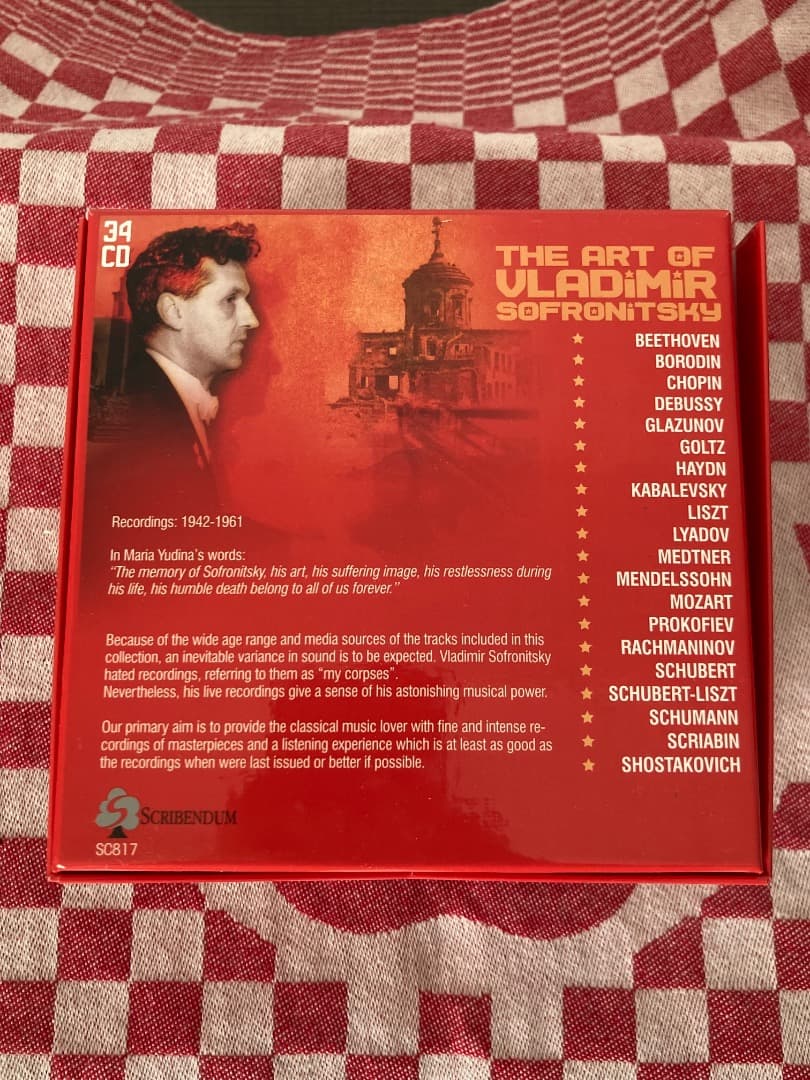 34
CD
THE ART OF
VLADiMiR
SOFRONiTSKY
BEETHOVEN
BORODIN
CHOPIN
DEBUSSY
GLAZUNOV
GOLTZ
HAYDN
KABALEVSKY
LISZT
LYADOV
MEDTNER
MENDELSSOHN
MOZART
PROKOFIEV
RACHMANINOV
SCHUBERT
SCHUBERT-LISZT
SCHUMANN
SCRIABIN
SHOSTAKOVICH
Recordings: 1942-1961
In Maria Yudina's words:
"The memory of Sofronitsky, his art, his suffering image, his restlessness during
his life, his humble death belong to all of us forever."
Because of the wide age range and media sources of the tracks included in this
collection, an inevitable variance in sound is to be expected. Vladimir Sofronitsky
hated recordings, referring to them as "my corpses".
Nevertheless, his live recordings give a sense of his astonishing musical power.
Our primary aim is to provide the classical music lover with fine and intense re-
cordings of masterpieces and a listening experience which is at least as good as
the recordings when were last issued or better if possible.
SCRIBENDUM
SC817